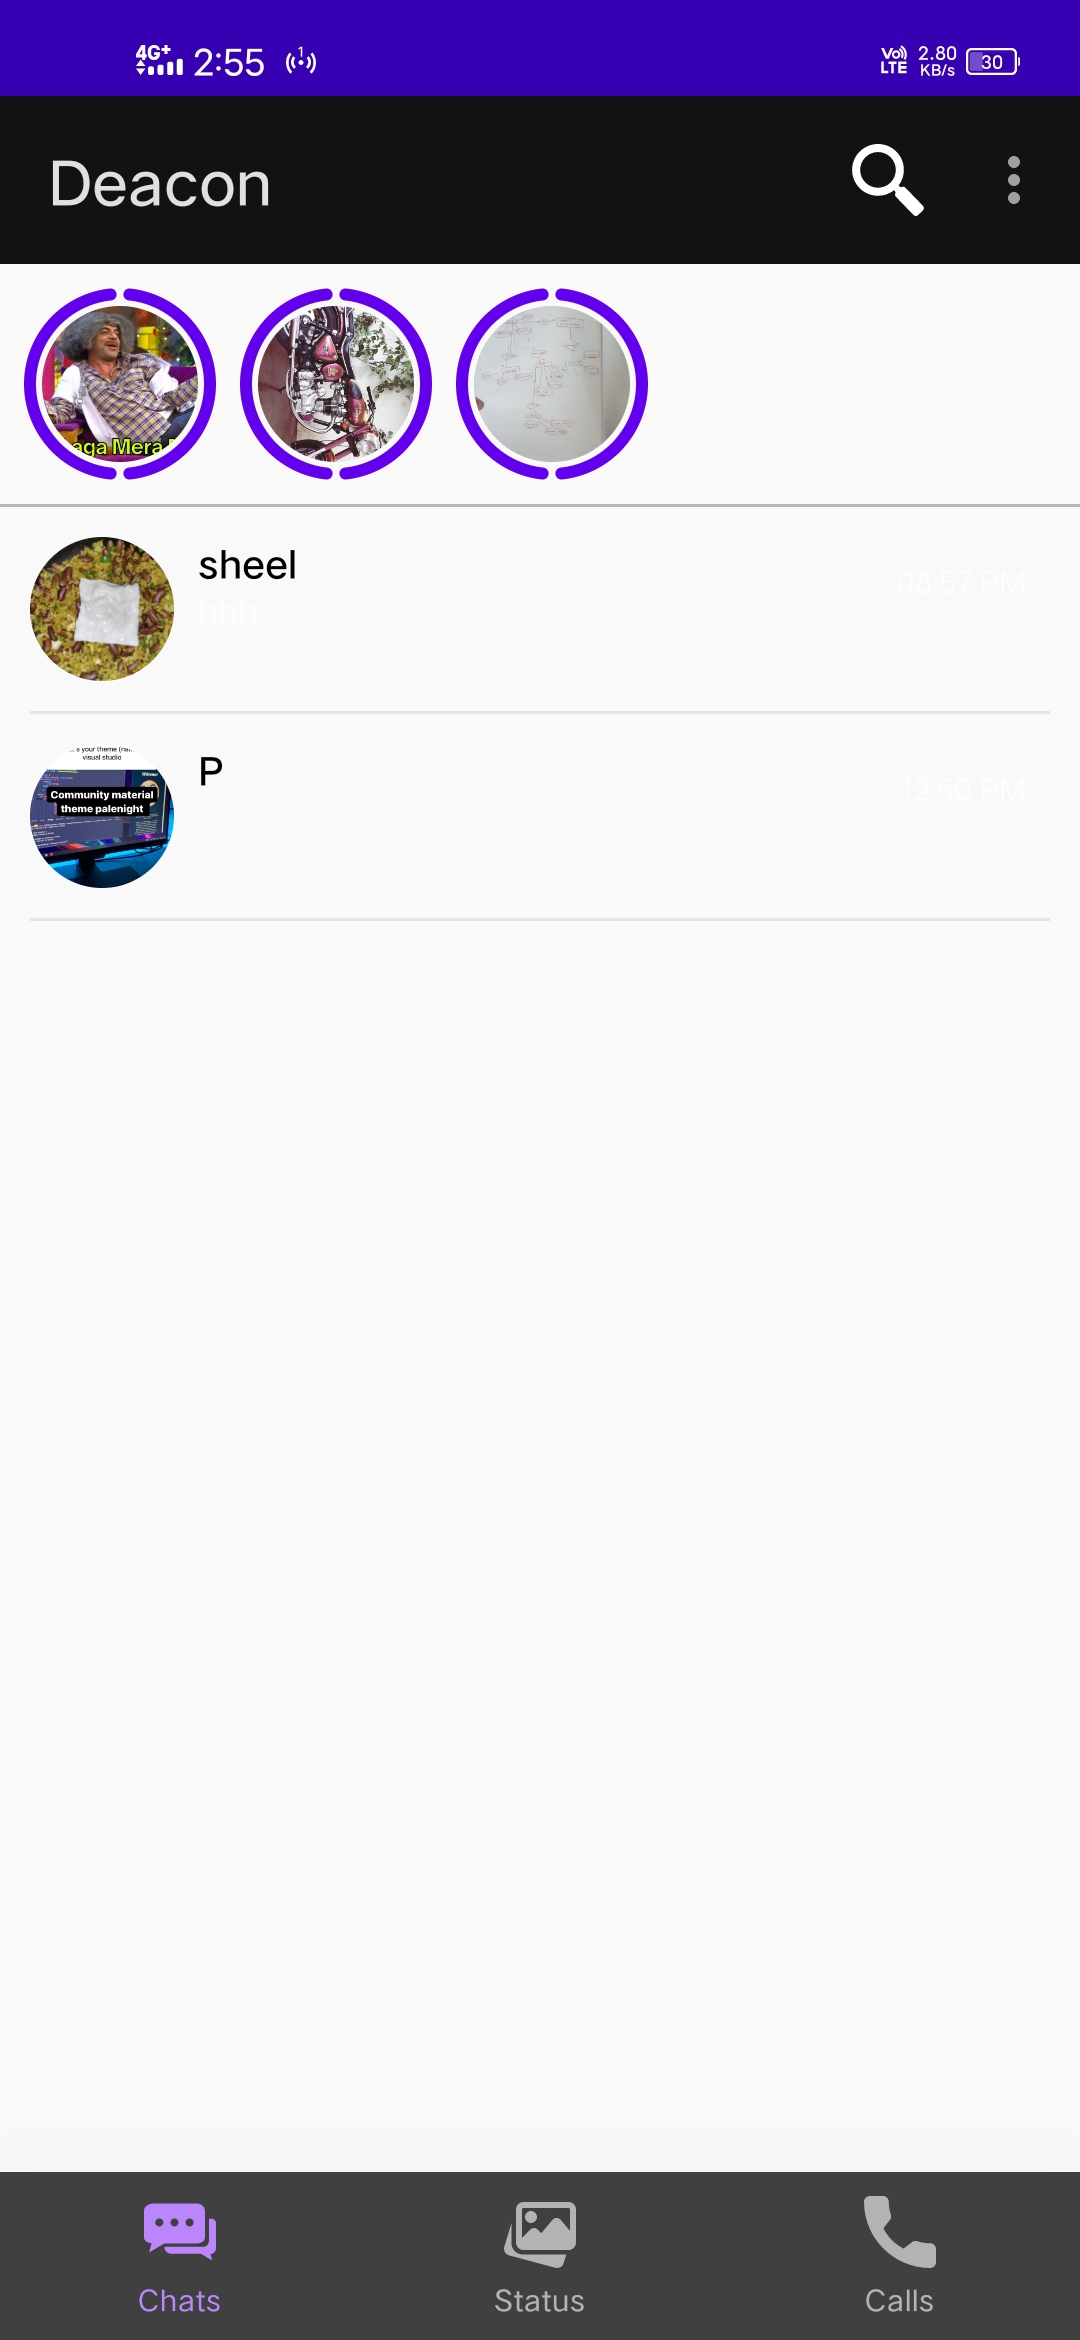 4G+ 2:55 1 Vo) LTE 2.80 KB/s 30
Deacon
aga Mera
sheel
08:57 PM
hhh
s your theme
visual studio
Community material
theme palenight
P
12:50 PM
Chats
Status
Calls